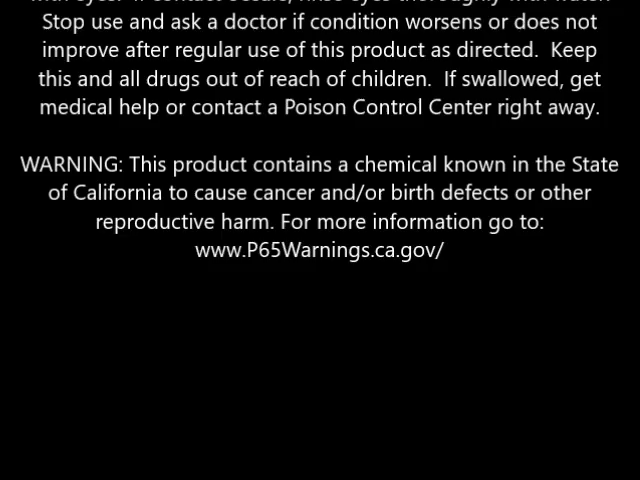 Stop use and ask a doctor if condition worsens or does not
improve after regular use of this product as directed.  Keep
this and all drugs out of reach of children.  If swallowed, get
medical help or contact a Poison Control Center right away.
WARNING: This product contains a chemical known in the State
of California to cause cancer and/or birth defects or other
reproductive harm. For more information go to:
www.P65Warnings.ca.gov/